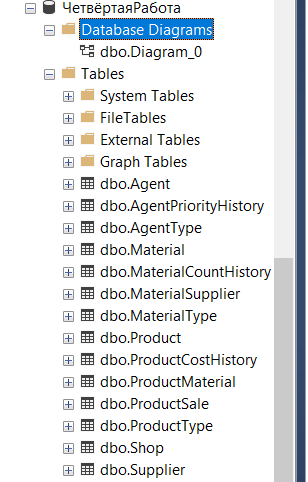 ЧетвёртаяРабота
Database Diagrams
dbo.Diagram_0
Tables
System Tables
FileTables
External Tables
Graph Tables
dbo.Agent
dbo.AgentPriorityHistory
dbo.AgentType
dbo.Material
dbo.MaterialCountHistory
dbo.MaterialSupplier
dbo.MaterialType
dbo.Product
dbo.ProductCostHistory
dbo.ProductMaterial
dbo.ProductSale
dbo.ProductType
dbo.Shop
dbo.Supplier